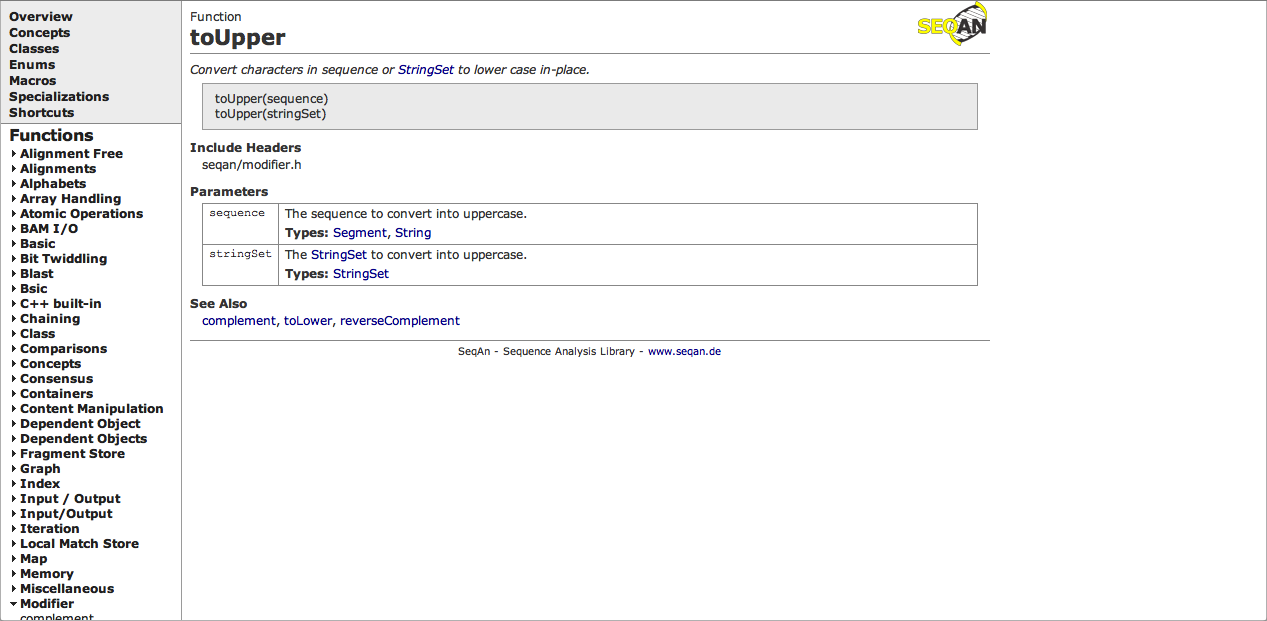 Overview
Concepts
Classes
Enums
Macros
Specializations
Shortcuts
Functions
Alignment Free
Alignments
Alphabets
Array Handling
Atomic Operations
BAM I/O
Basic
Bit Twiddling
Blast
Bsic
C++ built-in
Chaining
Class
Comparisons
Concepts
Consensus
Containers
Content Manipulation
Dependent Object
Dependent Objects
Fragment Store
Graph
Index
Input / Output
Input/Output
Iteration
Local Match Store
Map
Memory
Miscellaneous
Modifier
complement
Function
toUpper
SEQAN
Convert characters in sequence or StringSet to lower case in-place.
toUpper(sequence)
toUpper(stringSet)
Include Headers
seqan/modifier.h
Parameters
sequence The sequence to convert into uppercase.
Types: Segment, String
stringSet The StringSet to convert into uppercase.
Types: StringSet
See Also
complement, toLower, reverseComplement
SeqAn - Sequence Analysis Library - www.seqan.de